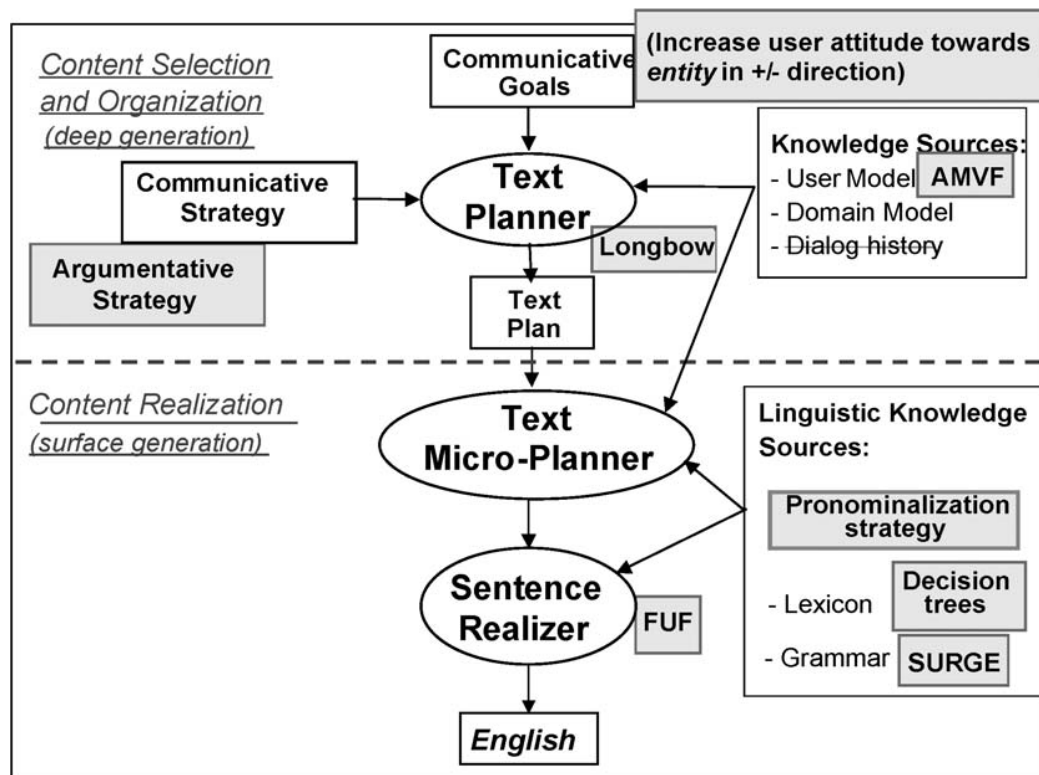 Content Selection
and Organization
(deep generation)
Communicative
Goals
(Increase user attitude towards
entity in +/- direction)
Communicative
Strategy
Argumentative
Strategy
Text
Planner
Longbow
Knowledge Sources:
- User Model AMVF
- Domain Model
- Dialog history
Text
Plan
Content Realization
(surface generation)
Text
Micro-Planner
Linguistic Knowledge
Sources:
Pronominalization
strategy
- Lexicon Decision
trees
- Grammar SURGE
Sentence
Realizer
FUF
English